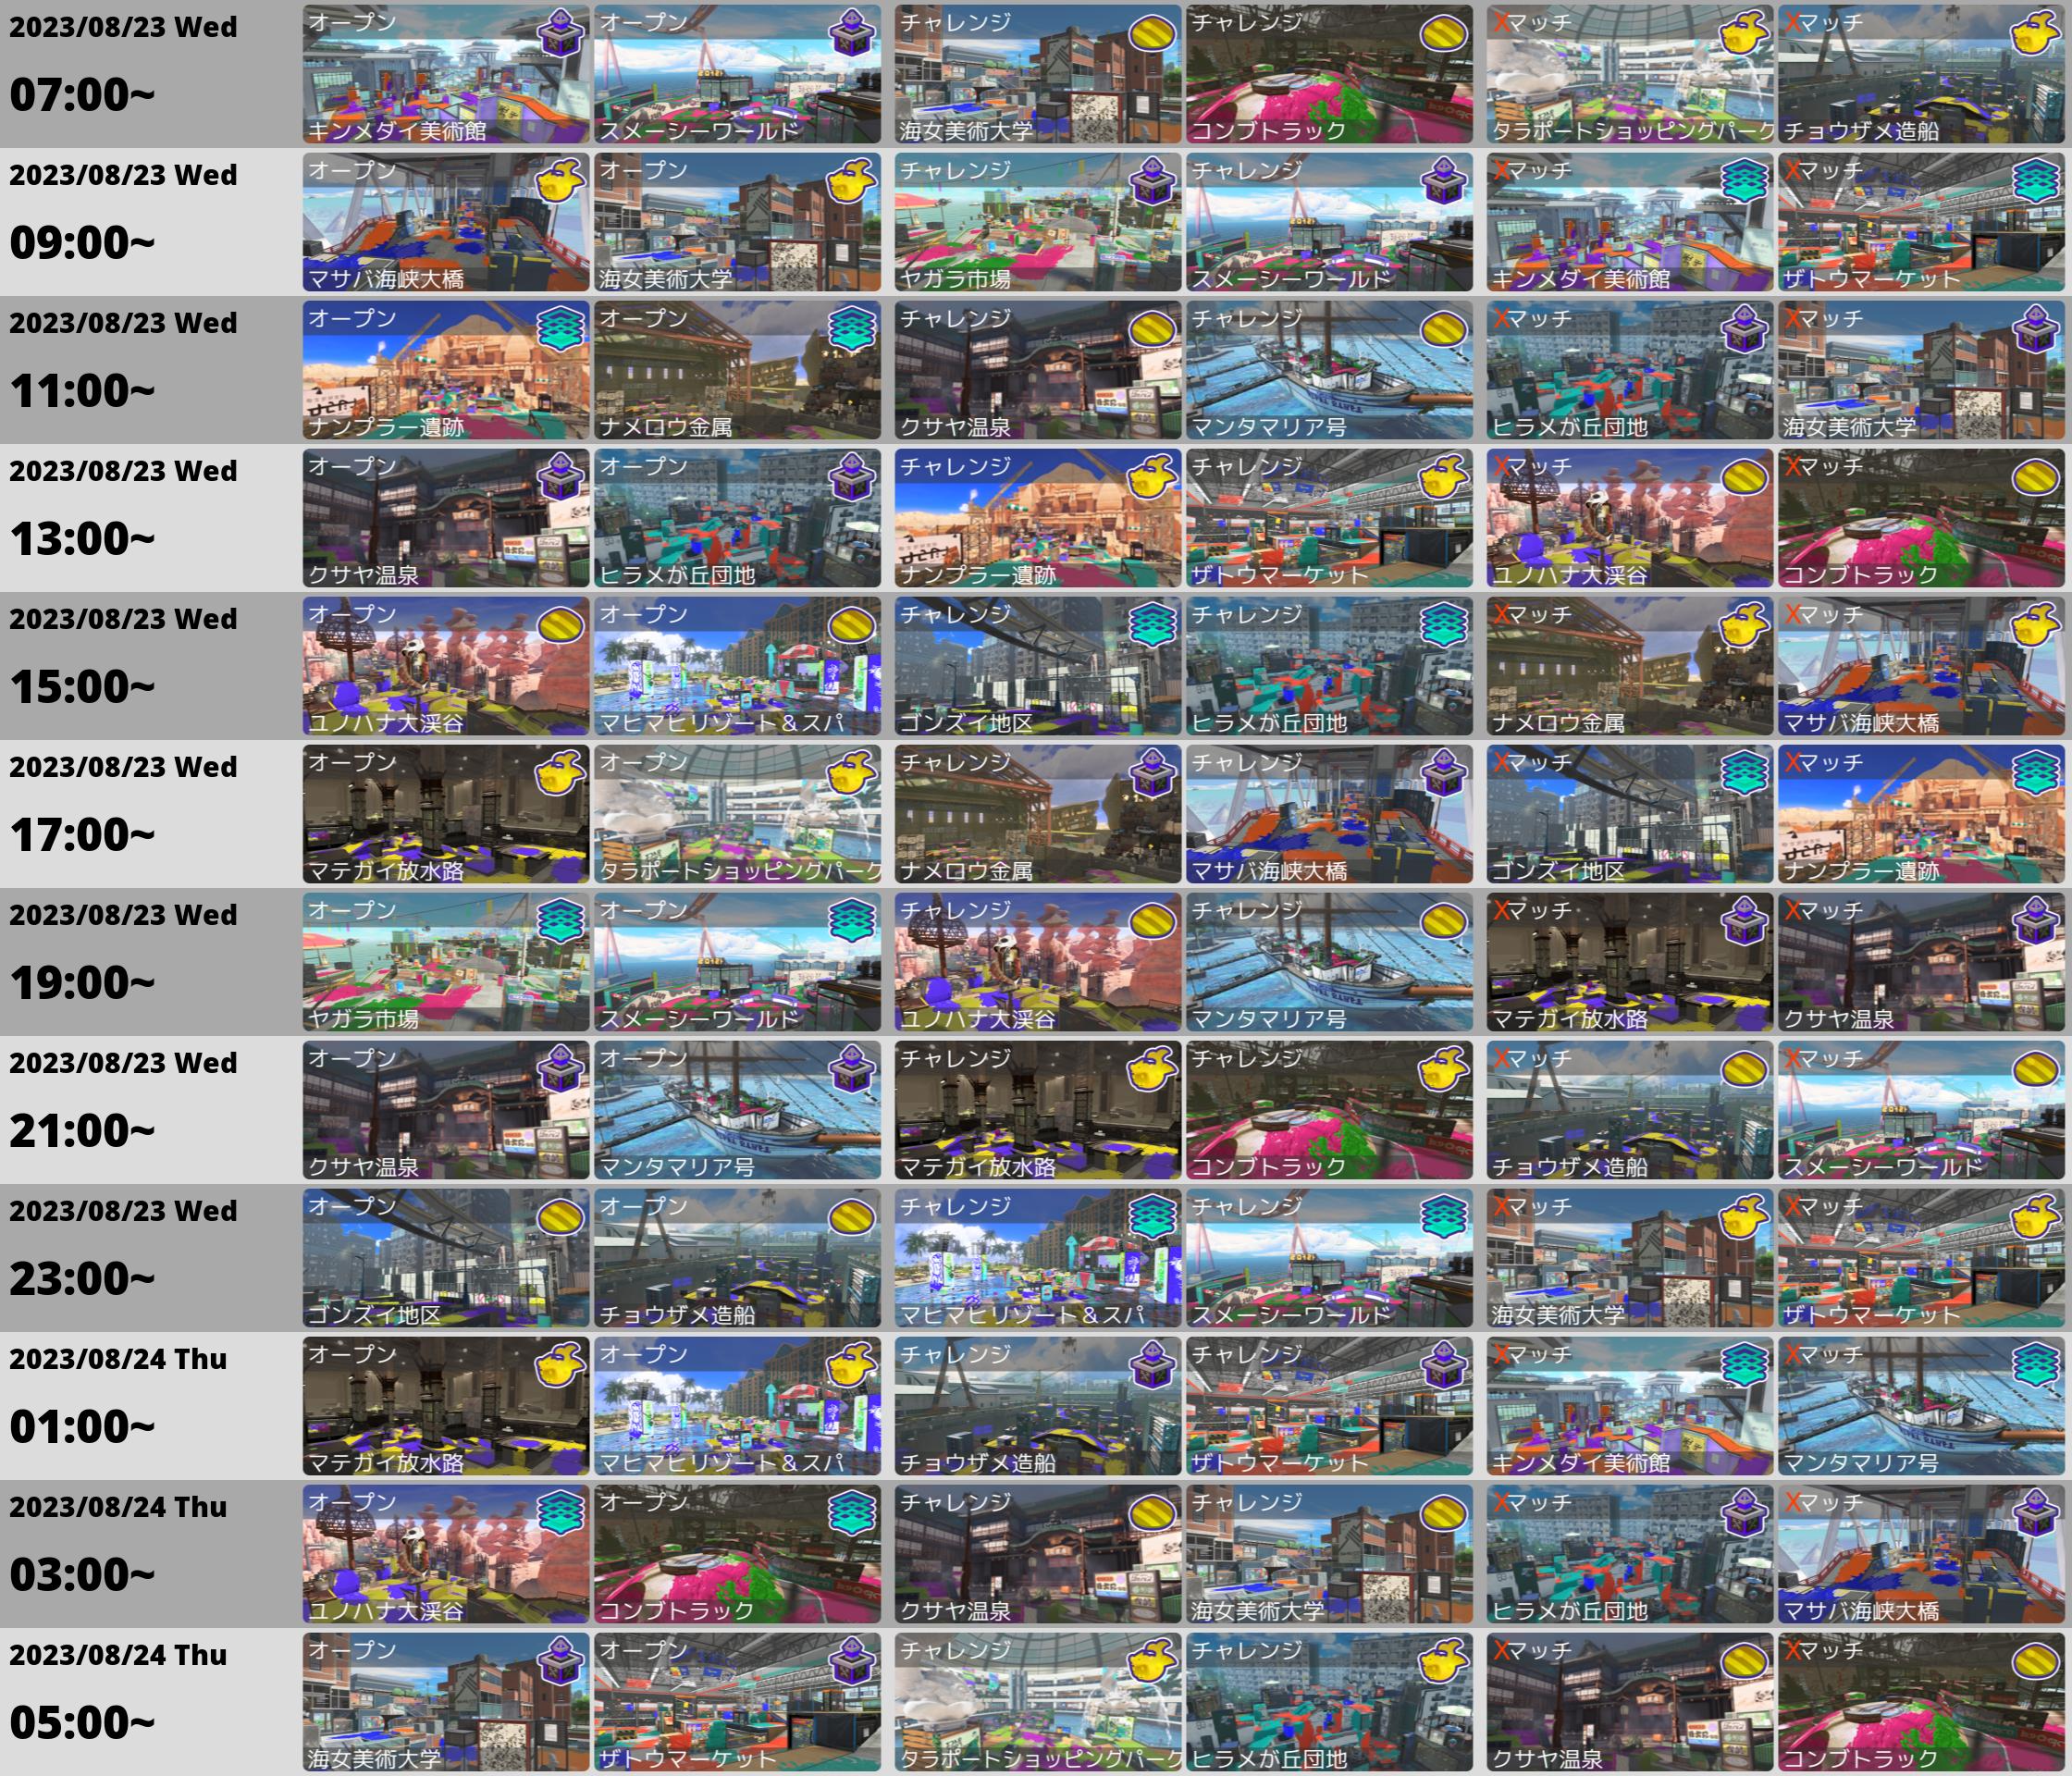 2023/08/23 Wed
07:00~
オープン オープン チャレンジ チャレンジ Xマッチ Xマッチ
キンメダイ美術館 スメーシーワールド 海女美術大学 コンブトラック タラポートショッピングパーク チョウザメ造船
2023/08/23 Wed
09:00~
オープン オープン チャレンジ チャレンジ Xマッチ Xマッチ
マサバ海峡大橋 海女美術大学 ヤガラ市場 スメーシーワールド キンメダイ美術館 ザトウマーケット
2023/08/23 Wed
11:00~
オープン オープン チャレンジ チャレンジ Xマッチ Xマッチ
ナンプラー遺跡 ナメロウ金属 クサヤ温泉 マンタマリア号 ヒラメが丘団地 海女美術大学
2023/08/23 Wed
13:00~
オープン オープン チャレンジ チャレンジ Xマッチ Xマッチ
クサヤ温泉 ヒラメが丘団地 ナンプラー遺跡 ザトウマーケット ユノハナ大渓谷 コンブトラック
2023/08/23 Wed
15:00~
オープン オープン チャレンジ チャレンジ Xマッチ Xマッチ
ユノハナ大渓谷 マヒマヒリゾート＆スパ ゴンズイ地区 ヒラメが丘団地 ナメロウ金属 マサバ海峡大橋
2023/08/23 Wed
17:00~
オープン オープン チャレンジ チャレンジ Xマッチ Xマッチ
マテガイ放水路 タラポートショッピングパーク ナメロウ金属 マサバ海峡大橋 ゴンズイ地区 ナンプラー遺跡
2023/08/23 Wed
19:00~
オープン オープン チャレンジ チャレンジ Xマッチ Xマッチ
ヤガラ市場 スメーシーワールド ユノハナ大渓谷 マンタマリア号 マテガイ放水路 クサヤ温泉
2023/08/23 Wed
21:00~
オープン オープン チャレンジ チャレンジ Xマッチ Xマッチ
クサヤ温泉 マンタマリア号 マテガイ放水路 コンブトラック チョウザメ造船 スメーシーワールド
2023/08/23 Wed
23:00~
オープン オープン チャレンジ チャレンジ Xマッチ Xマッチ
ゴンズイ地区 チョウザメ造船 マヒマヒリゾート＆スパ スメーシーワールド 海女美術大学 ザトウマーケット
2023/08/24 Thu
01:00~
オープン オープン チャレンジ チャレンジ Xマッチ Xマッチ
マテガイ放水路 マヒマヒリゾート＆スパ チョウザメ造船 ザトウマーケット キンメダイ美術館 マンタマリア号
2023/08/24 Thu
03:00~
オープン オープン チャレンジ チャレンジ Xマッチ Xマッチ
ユノハナ大渓谷 コンブトラック クサヤ温泉 海女美術大学 ヒラメが丘団地 マサバ海峡大橋
2023/08/24 Thu
05:00~
オープン オープン チャレンジ チャレンジ Xマッチ Xマッチ
海女美術大学 ザトウマーケット タラポートショッピングパーク ヒラメが丘団地 クサヤ温泉 コンブトラック